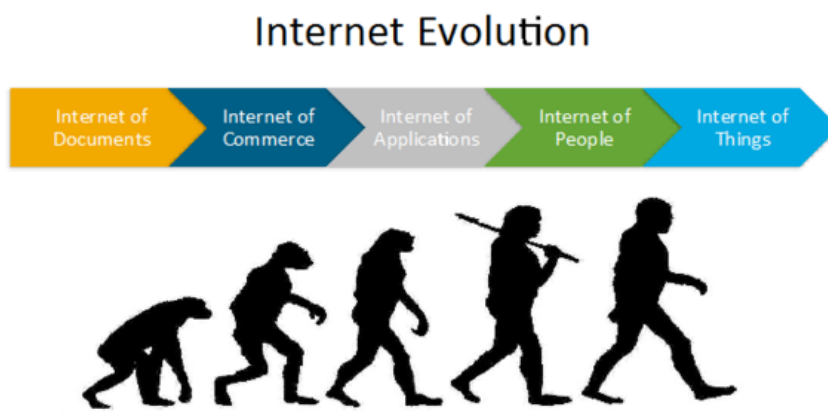 Internet Evolution
Internet of
Documents
Internet of
Commerce
Internet of
Applications
Internet of
People
Internet of
Things